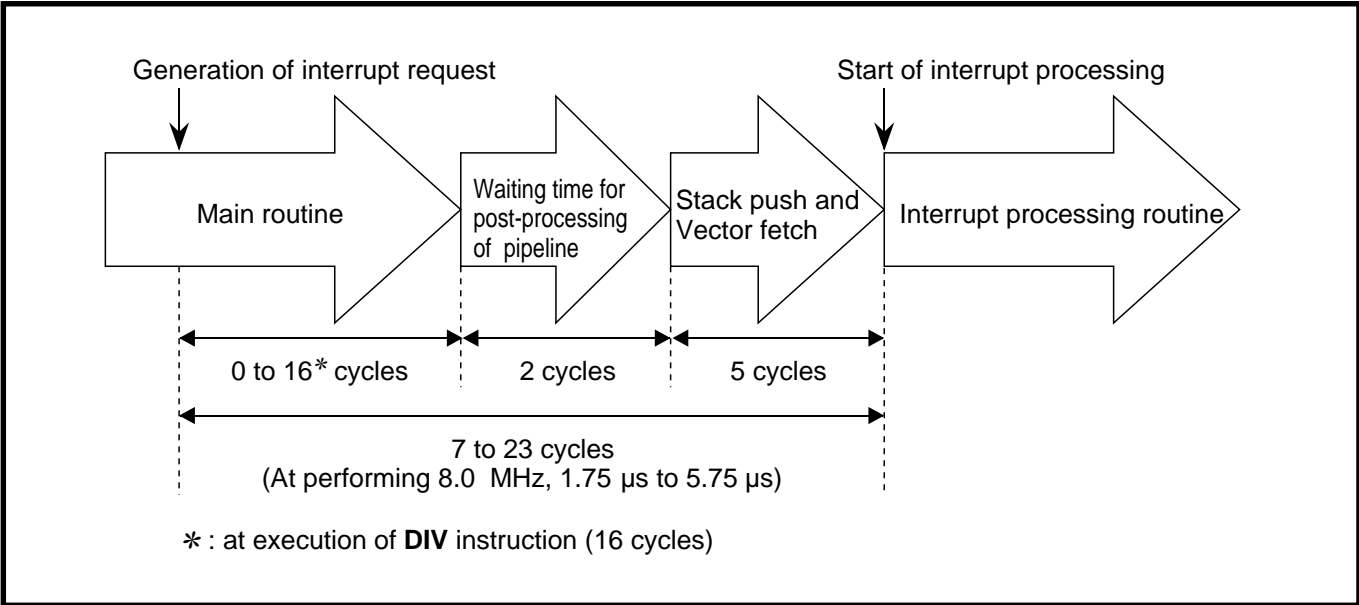 Generation of interrupt request
Start of interrupt processing
Main routine
Waiting time for
post-processing
of pipeline
Stack push and
Vector fetch
Interrupt processing routine
0 to 16* cycles
2 cycles
5 cycles
7 to 23 cycles
(At performing 8.0 MHz, 1.75 µs to 5.75 µs)
* : at execution of DIV instruction (16 cycles)